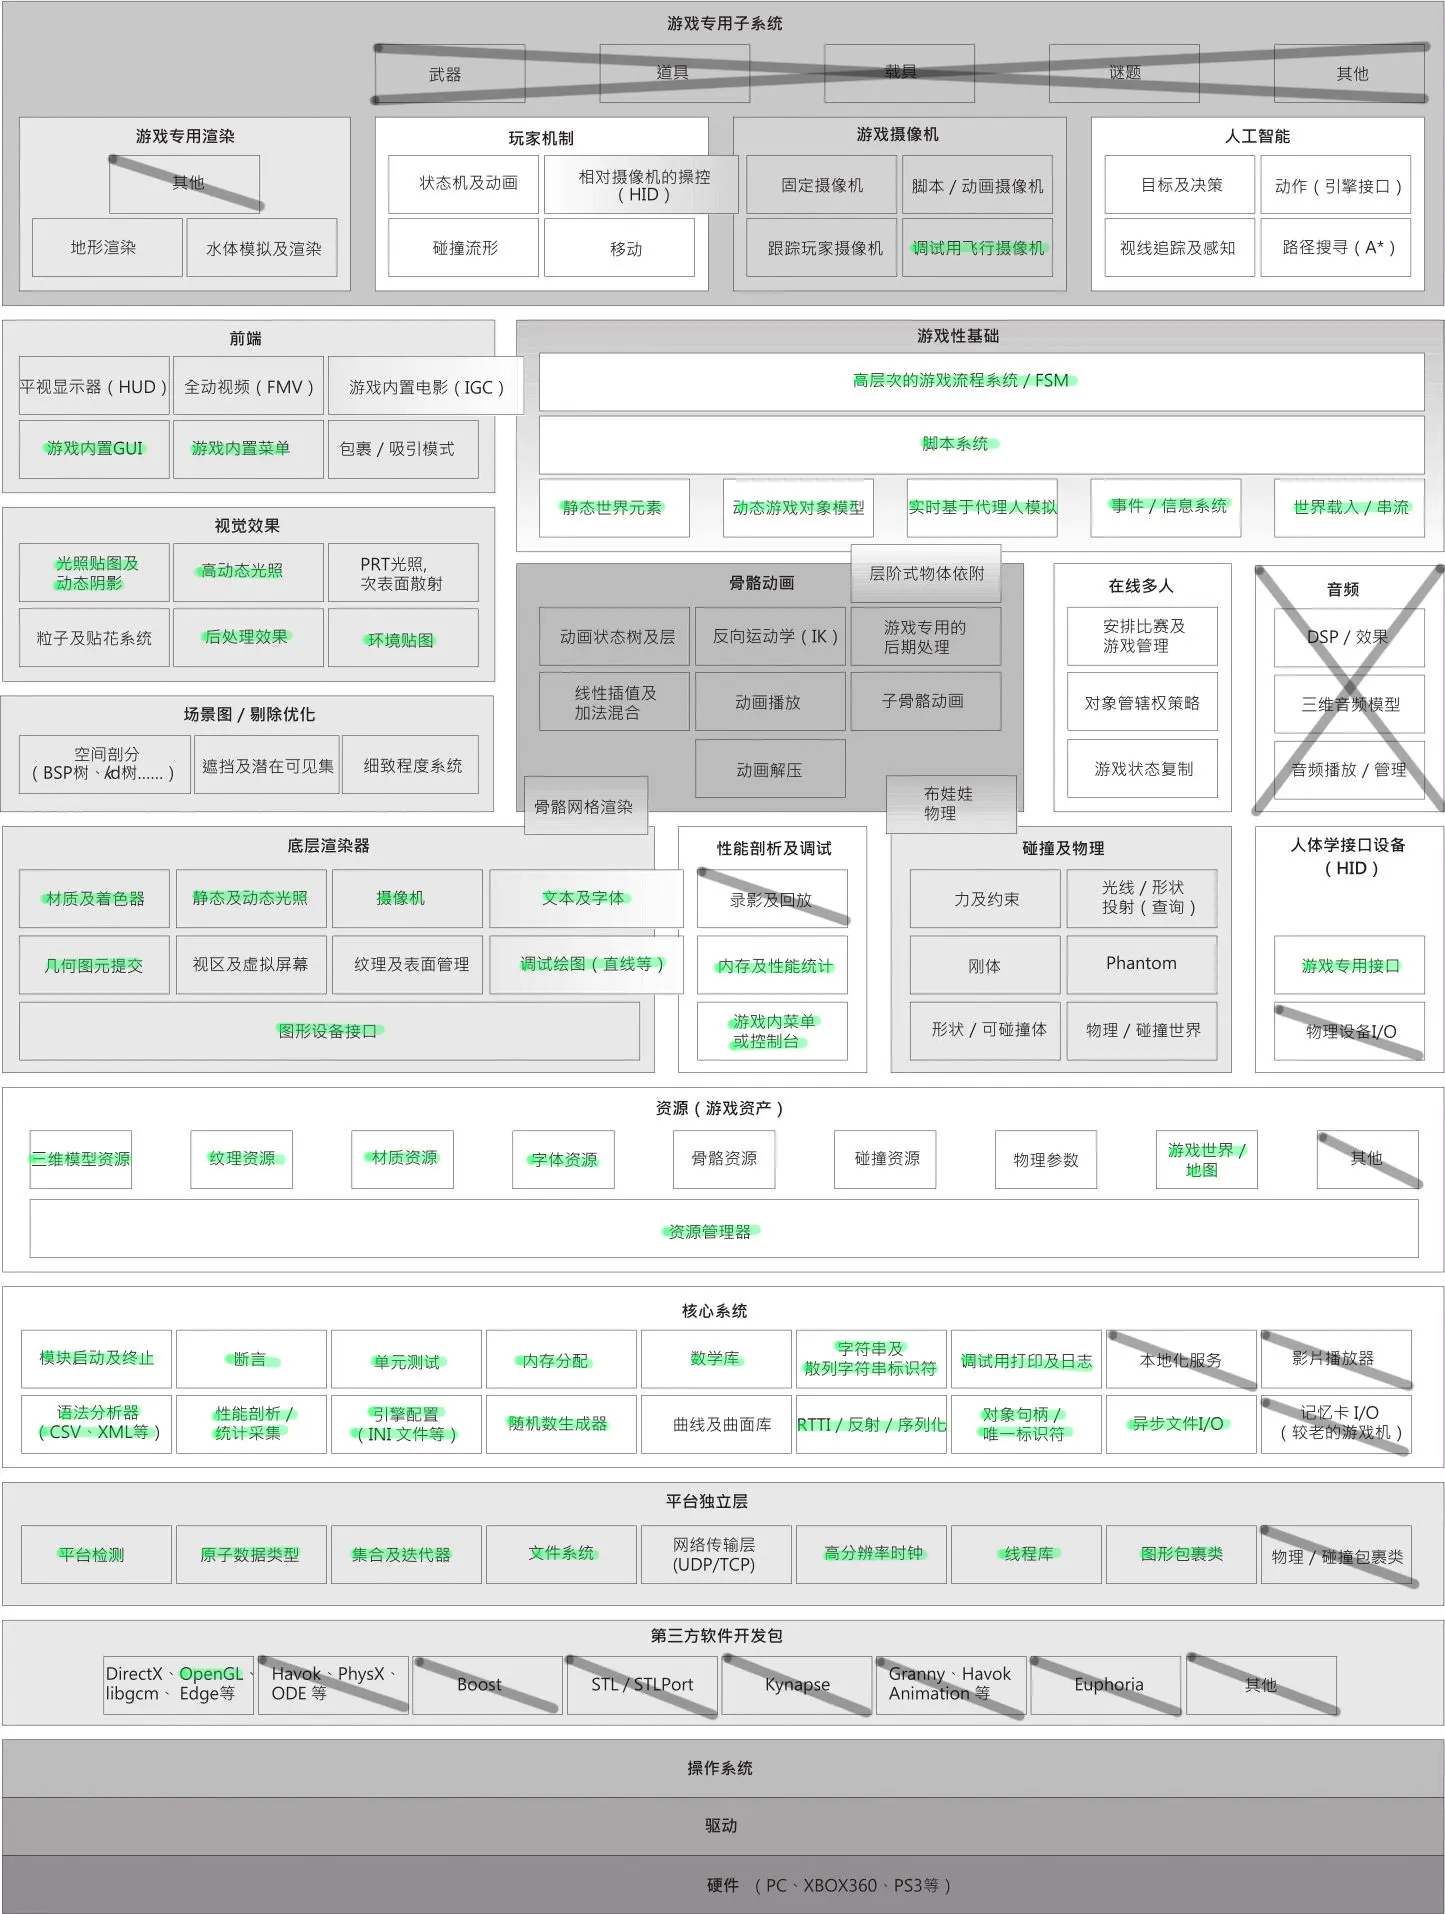 游戏专用子系统
武器
道具
载具
谜题
其他
游戏专用渲染
其他
地形渲染
水体模拟及渲染
玩家机制
状态机及动画
相对摄像机的操控
（HID）
碰撞流形
移动
游戏摄像机
固定摄像机
脚本 / 动画摄像机
跟踪玩家摄像机
调试用飞行摄像机
人工智能
目标及决策
动作（引擎接口）
视线追踪及感知
路径搜寻（A*）
前端
平视显示器（HUD）
全动视频（FMV）
游戏内置电影（IGC）
游戏内置GUI
游戏内置菜单
包裹 / 吸引模式
游戏性基础
高层次的游戏流程系统 / FSM
脚本系统
静态世界元素
动态游戏对象模型
实时基于代理人模拟
事件 / 信息系统
世界载入 / 串流
视觉效果
光照贴图及
动态阴影
高动态光照
PRT光照,
次表面散射
粒子及贴花系统
后处理效果
环境贴图
骨骼动画
层阶式物体依附
动画状态树及层
反向运动学（IK）
游戏专用的
后期处理
线性插值及
加法混合
动画播放
子骨骼动画
动画解压
骨骼网格渲染
布娃娃
物理
在线多人
安排比赛及
游戏管理
对象管辖权策略
游戏状态复制
音频
DSP / 效果
三维音频模型
音频播放 / 管理
场景图 / 剔除优化
空间剖分
（BSP树、kd树......）
遮挡及潜在可见集
细致程度系统
底层渲染器
材质及着色器
静态及动态光照
摄像机
文本及字体
几何图元提交
视区及虚拟屏幕
纹理及表面管理
调试绘图（直线等）
图形设备接口
性能剖析及调试
录影及回放
内存及性能统计
游戏内菜单
或控制台
碰撞及物理
力及约束
光线 / 形状
投射（查询）
刚体
Phantom
形状 / 可碰撞体
物理 / 碰撞世界
人体学接口设备
（HID）
游戏专用接口
物理设备I/O
资源（游戏资产）
三维模型资源
纹理资源
材质资源
字体资源
骨骼资源
碰撞资源
物理参数
游戏世界 /
地图
其他
资源管理器
核心系统
模块启动及终止
断言
单元测试
内存分配
数学库
字符串及
散列字符串标识符
调试用打印及日志
本地化服务
影片播放器
语法分析器
（CSV、XML等）
性能剖析 /
统计采集
引擎配置
（INI 文件等）
随机数生成器
曲线及曲面库
RTTI / 反射 / 序列化
对象句柄 /
唯一标识符
异步文件I/O
记忆卡 I/O
（较老的游戏机）
平台独立层
平台检测
原子数据类型
集合及迭代器
文件系统
网络传输层
(UDP/TCP)
高分辨率时钟
线程库
图形包裹类
物理 / 碰撞包裹类
第三方软件开发包
DirectX、OpenGL、
libgcm、Edge等
Havok、PhysX、
ODE 等
Boost
STL / STLPort
Kynapse
Granny、Havok
Animation 等
Euphoria
其他
操作系统
驱动
硬件 （PC、XBOX360、PS3等）